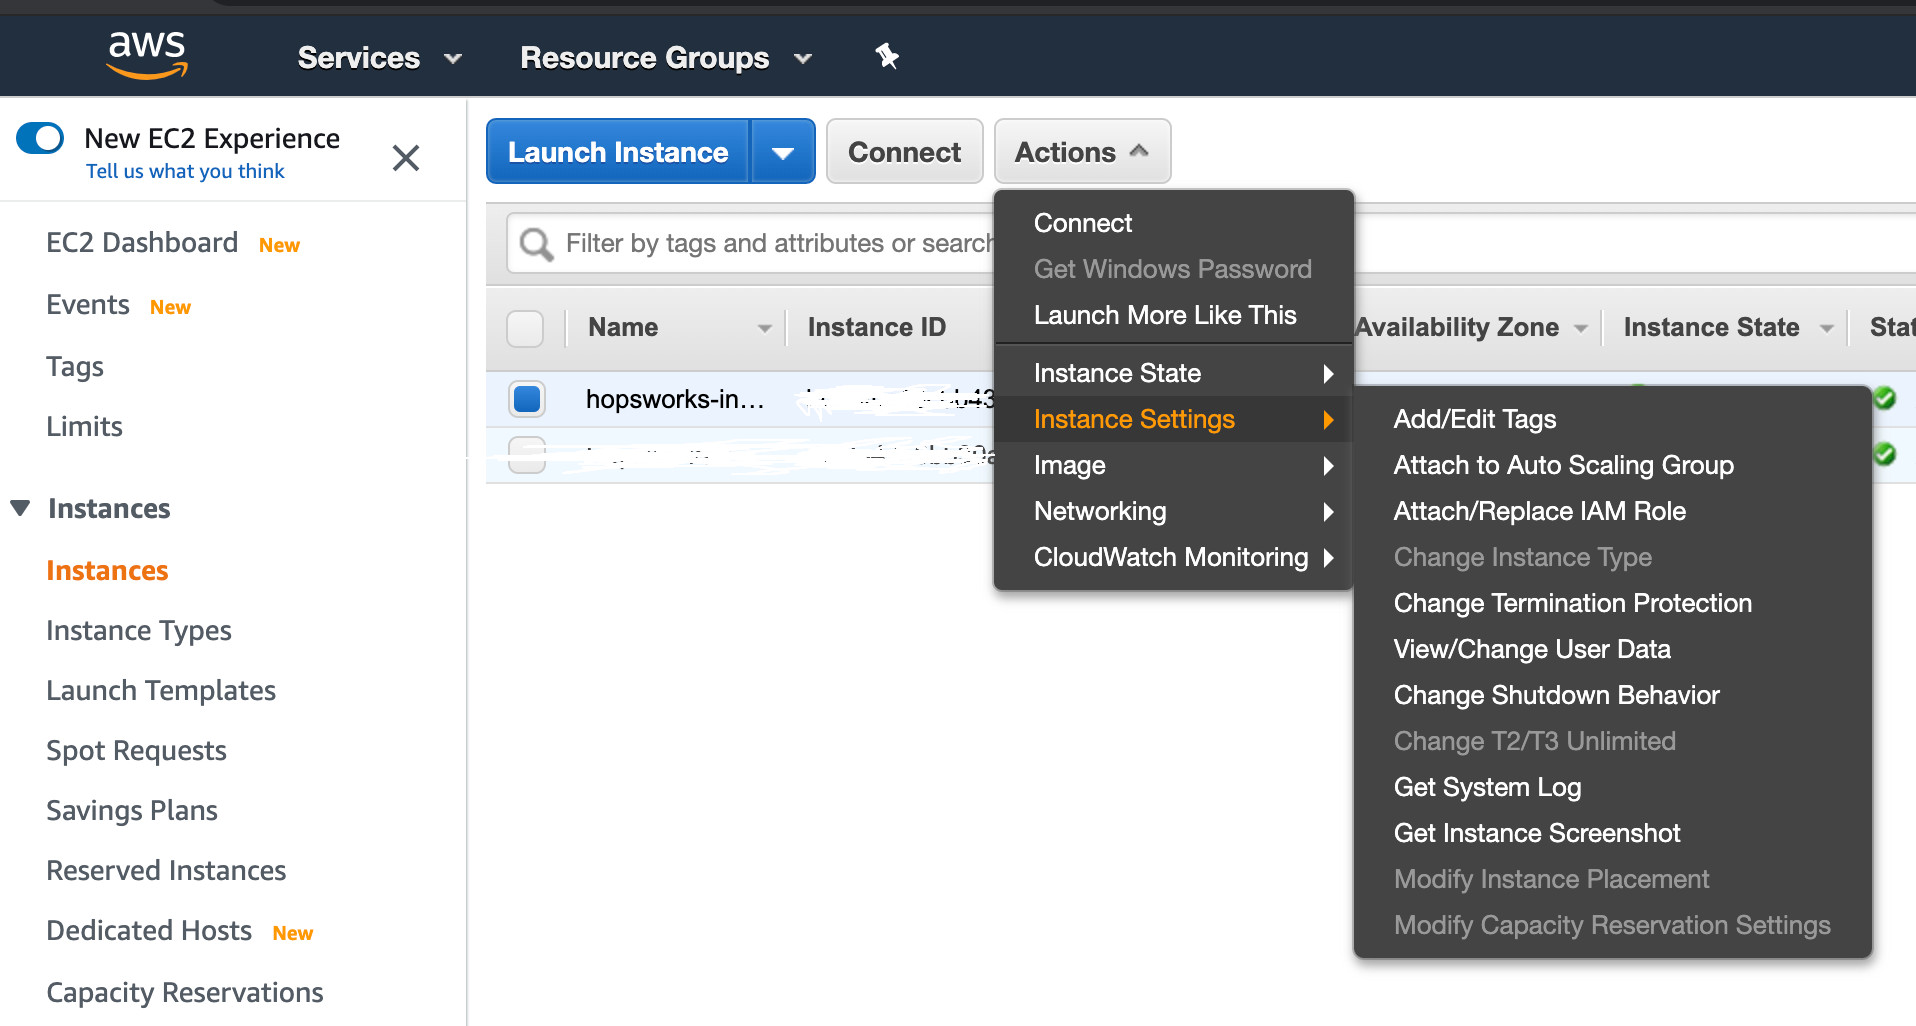 aws Services Resource Groups
New EC2 Experience
Tell us what you think
EC2 Dashboard New
Events New
Tags
Limits
Instances
Instances
Instance Types
Launch Templates
Spot Requests
Savings Plans
Reserved Instances
Dedicated Hosts New
Capacity Reservations
Launch Instance Connect Actions
Filter by tags and attributes or search
Name Instance ID Availability Zone Instance State Stat
hopsworks-in...
Connect
Get Windows Password
Launch More Like This
Instance State
Instance Settings
Image
Networking
CloudWatch Monitoring
Add/Edit Tags
Attach to Auto Scaling Group
Attach/Replace IAM Role
Change Instance Type
Change Termination Protection
View/Change User Data
Change Shutdown Behavior
Change T2/T3 Unlimited
Get System Log
Get Instance Screenshot
Modify Instance Placement
Modify Capacity Reservation Settings